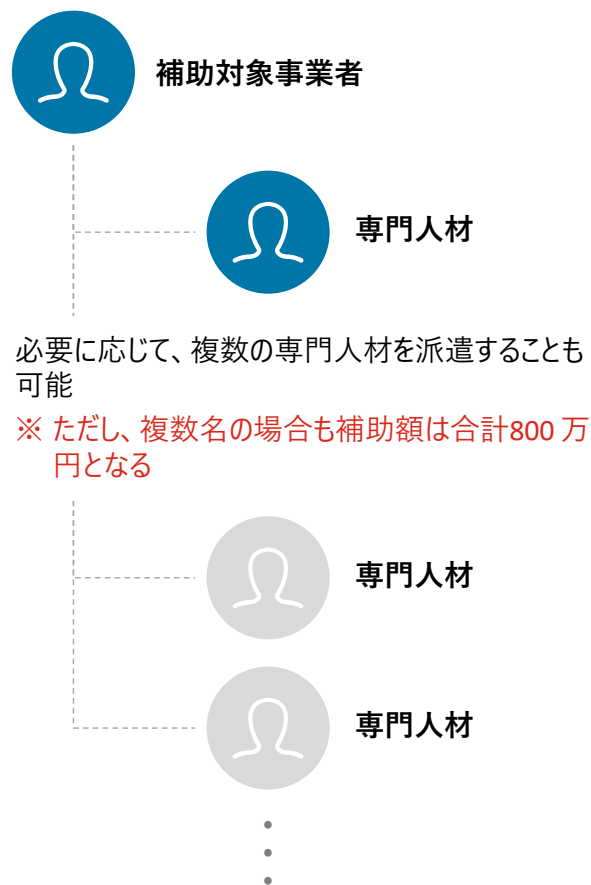 補助対象事業者
専門人材
必要に応じて、複数の専門人材を派遣することも
可能
※ ただし、複数名の場合も補助額は合計800 万
円となる
専門人材
専門人材